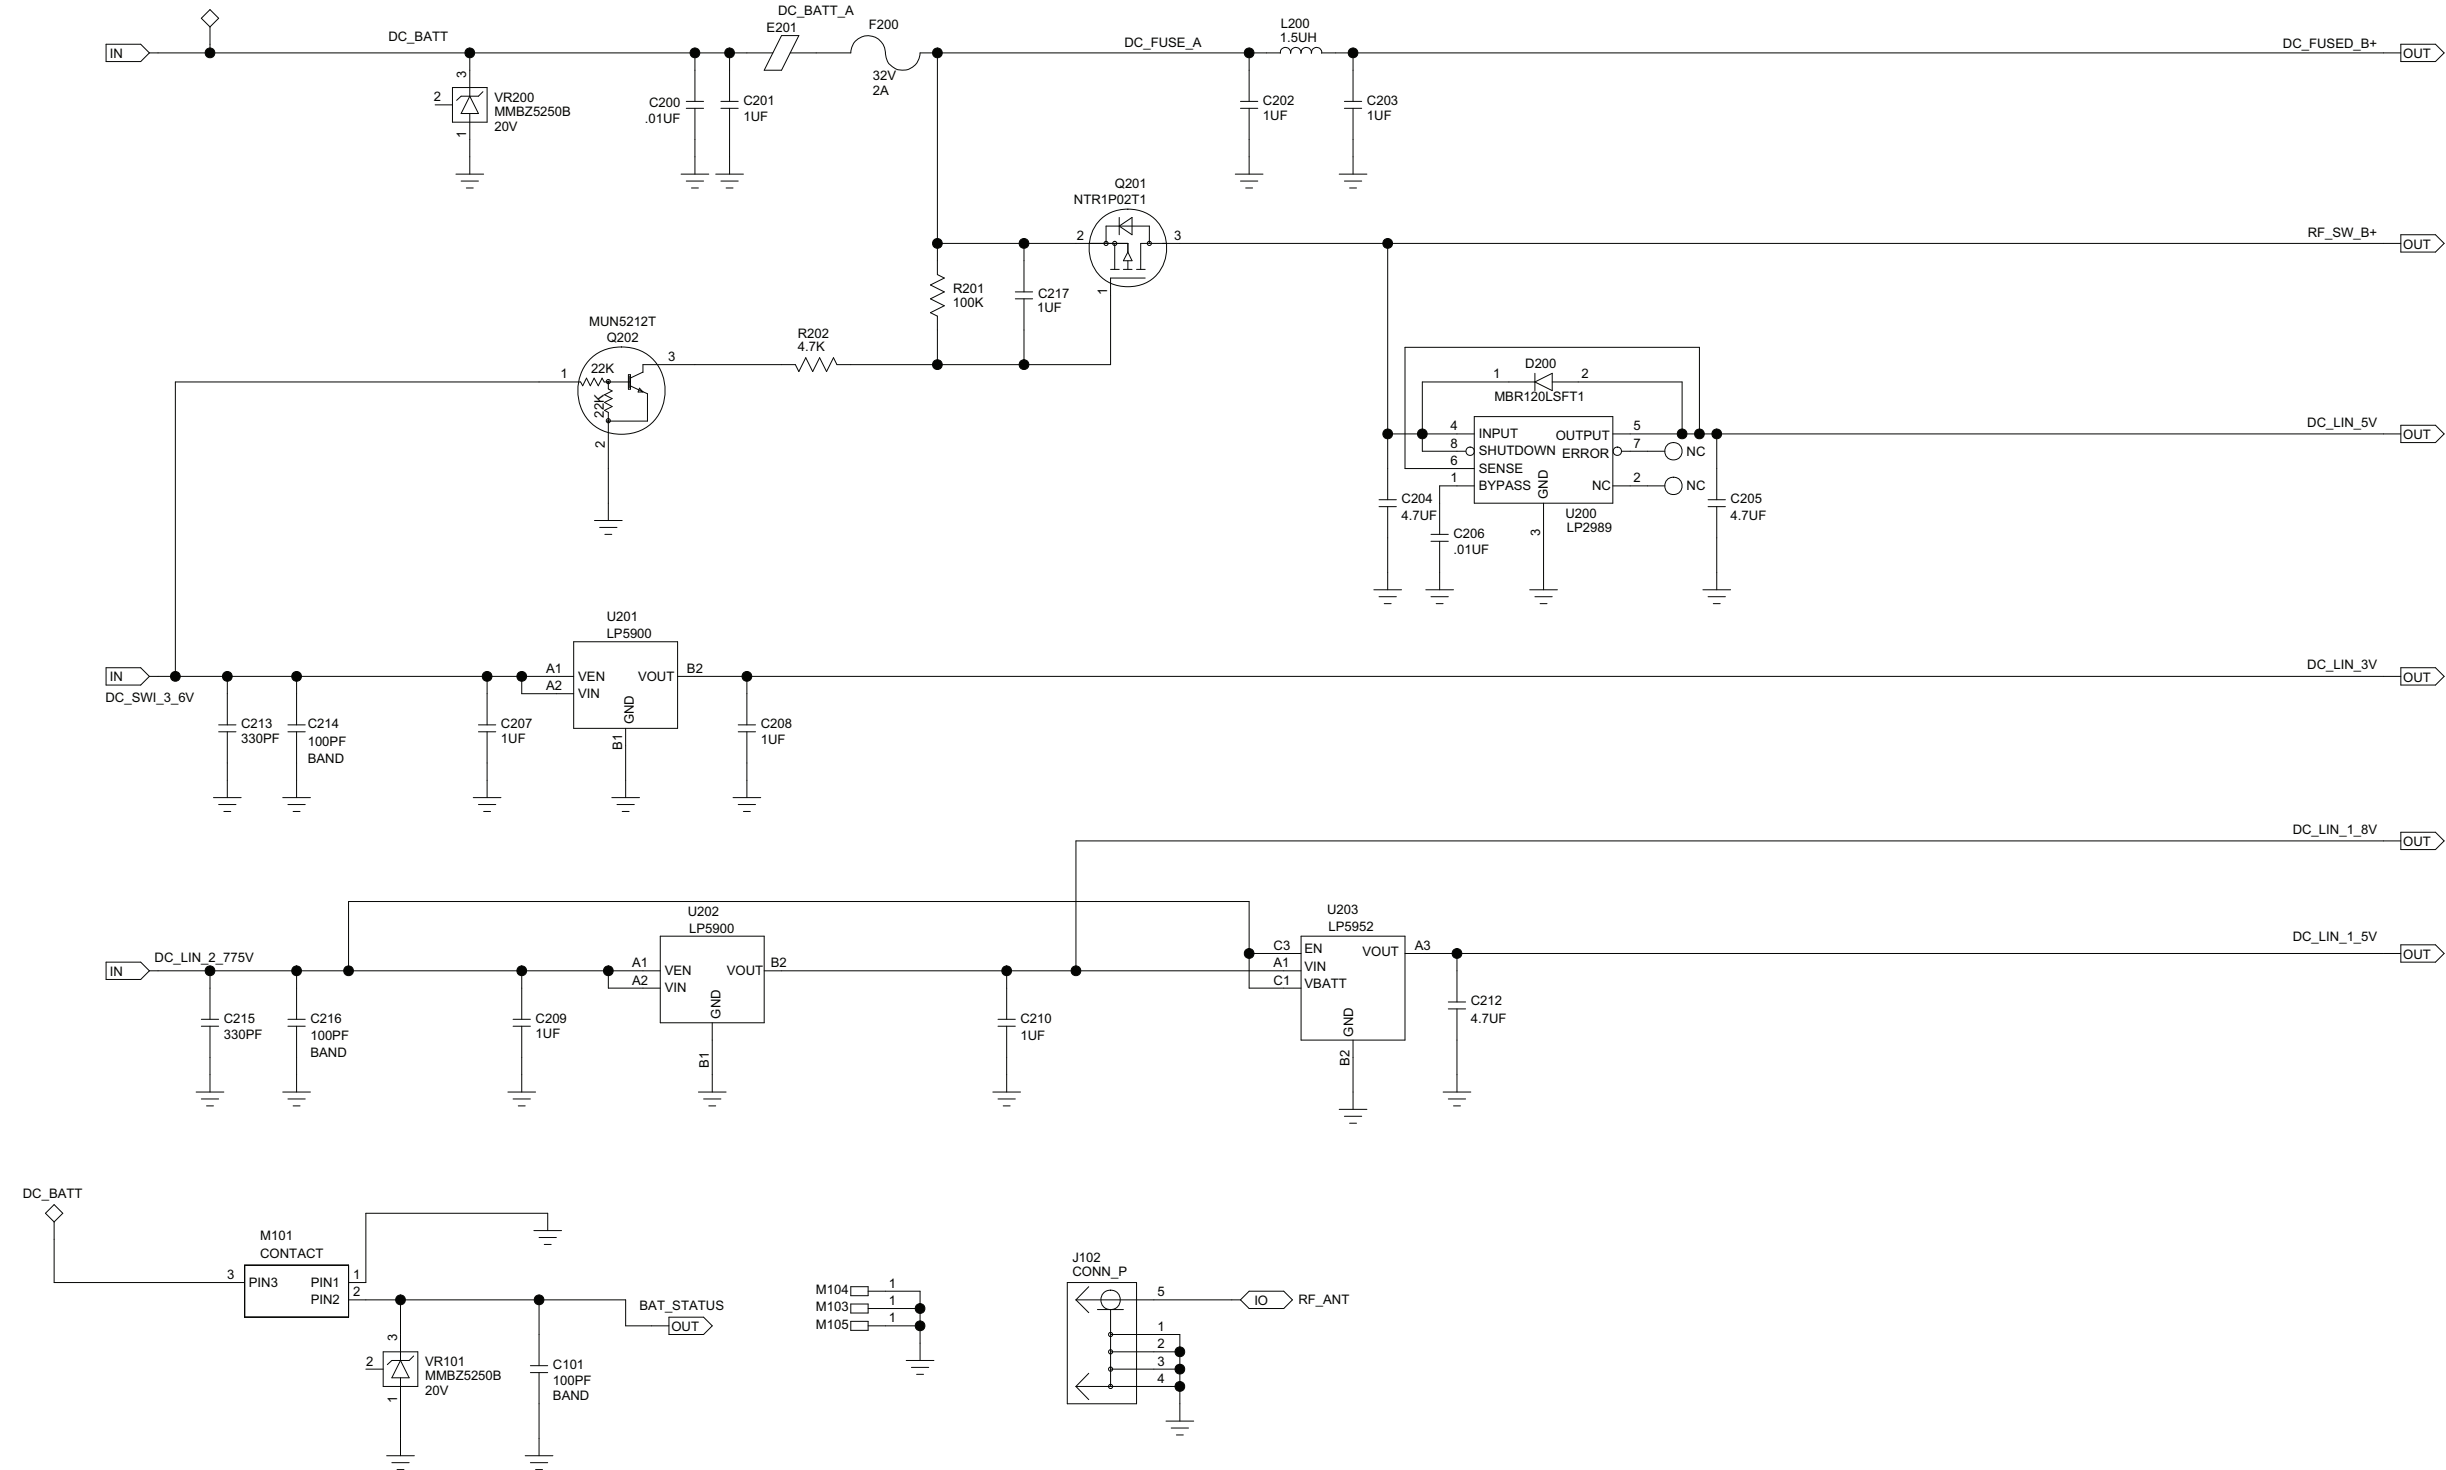 DC_BATT_A
E201
F200
L200
1.5UH
IN
DC_BATT
DC_FUSE_A
DC_FUSED_B+
OUT
32V
2A
3
2
VR200
MMBZ5250B
20V
1
C200
.01UF
C201
1UF
C202
1UF
C203
1UF
Q201
NTR1P02T1
2
3
1
RF_SW_B+
OUT
R201
100K
C217
1UF
MUN5212T
Q202
R202
4.7K
3
1
22K
22K
2
D200
1
2
MBR120LSFT1
4
INPUT
OUTPUT
5
DC_LIN_5V
OUT
8
SHUTDOWN
ERROR
7
NC
6
SENSE
1
BYPASS
GND
NC
2
NC
C204
4.7UF
U200
LP2989
C205
4.7UF
C206
.01UF
3
U201
LP5900
IN
DC_SWI_3_6V
A1
VEN
VOUT
B2
A2
VIN
GND
B1
DC_LIN_3V
OUT
C213
330PF
C214
100PF
BAND
C207
1UF
C208
1UF
DC_LIN_1_8V
OUT
U202
LP5900
U203
LP5952
IN
DC_LIN_2_775V
A1
VEN
VOUT
B2
A2
VIN
GND
B1
C3
EN
VOUT
A3
A1
VIN
C1
VBATT
GND
B2
DC_LIN_1_5V
OUT
C215
330PF
C216
100PF
BAND
C209
1UF
C210
1UF
C212
4.7UF
DC_BATT
M101
CONTACT
3
PIN3
PIN1
1
PIN2
2
BAT_STATUS
OUT
3
2
VR101
MMBZ5250B
20V
1
C101
100PF
BAND
M104
1
M103
1
M105
1
J102
CONN_P
5
IO
RF_ANT
1
2
3
4